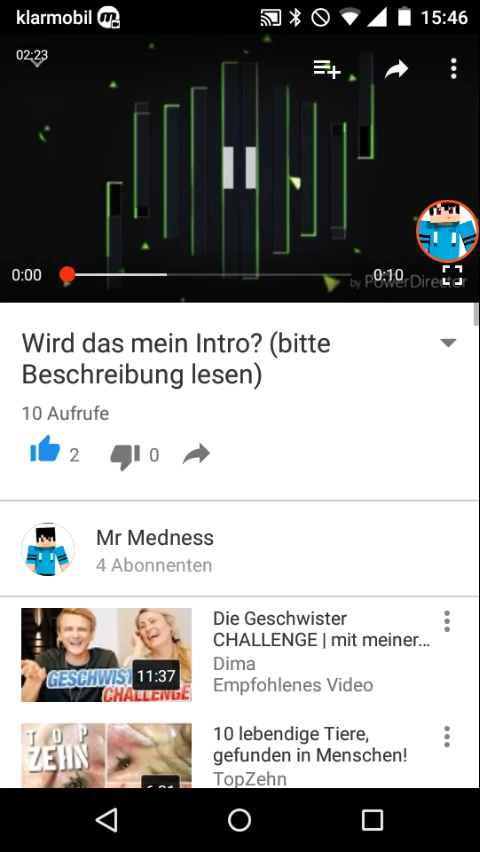 klarmobil 15:46
02:23
0:00 0:10
by PowerDirector
Wird das mein Intro? (bitte
Beschreibung lesen)
10 Aufrufe
2 0
Mr Medness
4 Abonnenten
GESCHWIST
CHALLENGE
11:37
Die Geschwister
CHALLENGE | mit meiner...
Dima
Empfohlenes Video
TOP
ZEHN
10 lebendige Tiere,
gefunden in Menschen!
TopZehn